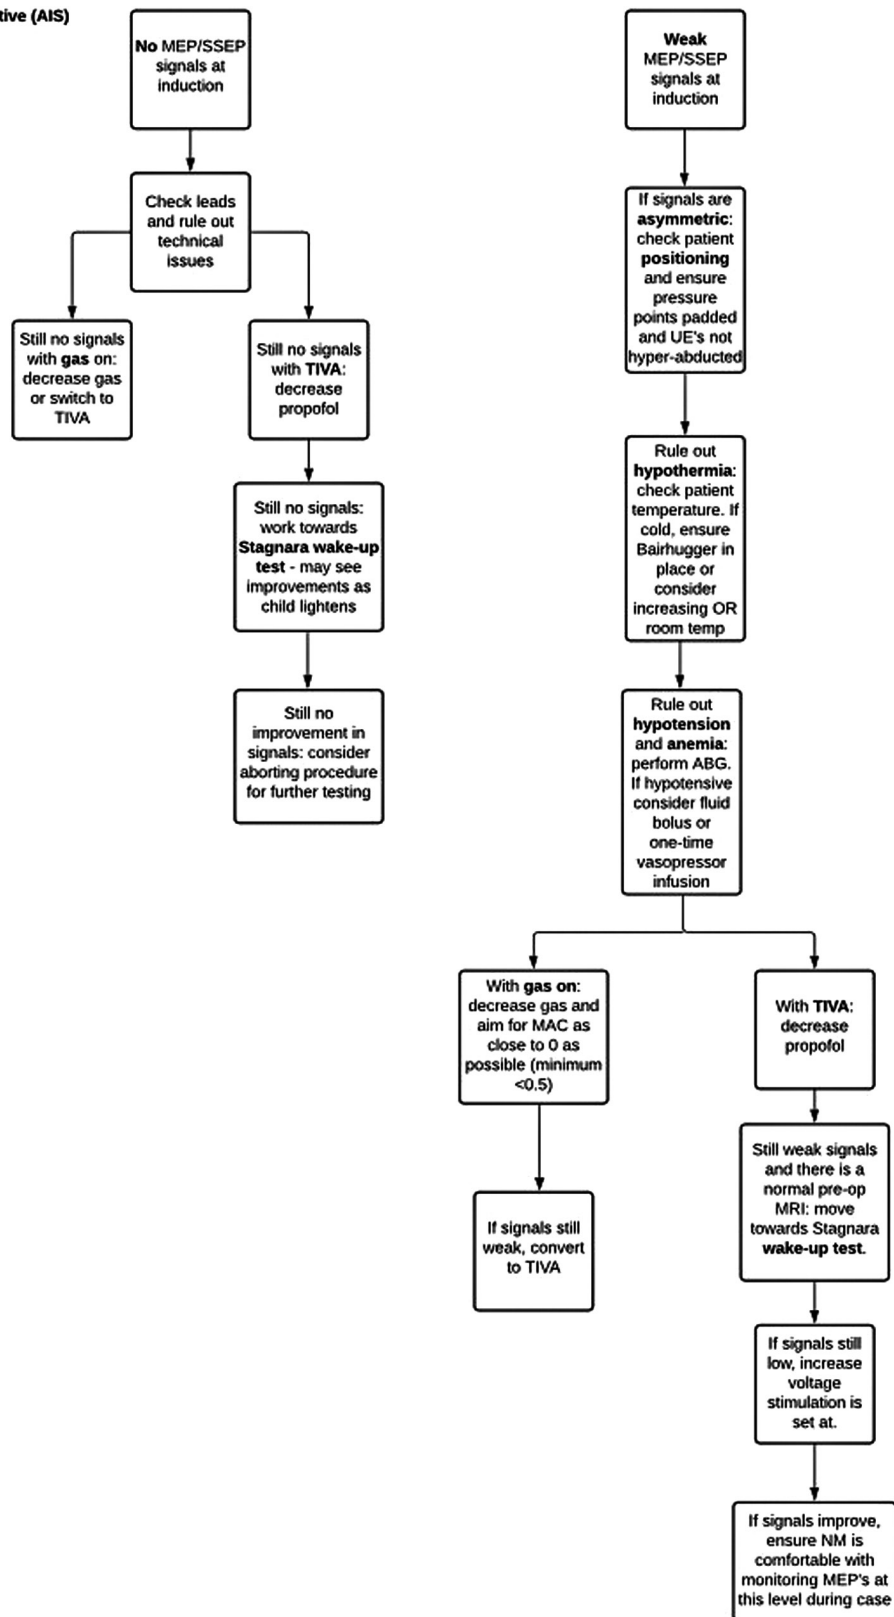 tive (AIS)
No MEP/SSEP
signals at
induction
Check leads
and rule out
technical
issues
Still no signals
with gas on:
decrease gas
or switch to
TIVA
Still no signals
with TIVA:
decrease
propofol
Still no signals:
work towards
Stagnara wake-up
test - may see
improvements as
child lightens
Still no
improvement in
signals: consider
aborting procedure
for further testing
Weak
MEP/SSEP
signals at
induction
If signals are
asymmetric:
check patient
positioning
and ensure
pressure
points padded
and UE's not
hyper-abducted
Rule out
hypothermia:
check patient
temperature. If
cold, ensure
Bairhugger in
place or
consider
increasing OR
room temp
Rule out
hypotension
and anemia:
perform ABG.
If hypotensive
consider fluid
bolus or
one-time
vasopressor
infusion
With gas on:
decrease gas and
aim for MAC as
close to 0 as
possible (minimum
<0.5)
If signals still
weak, convert
to TIVA
With TIVA:
decrease
propofol
Still weak signals
and there is a
normal pre-op
MRI: move
towards Stagnara
wake-up test.
If signals still
low, increase
voltage
stimulation is
set at.
If signals improve,
ensure NM is
comfortable with
monitoring MEP's at
this level during case